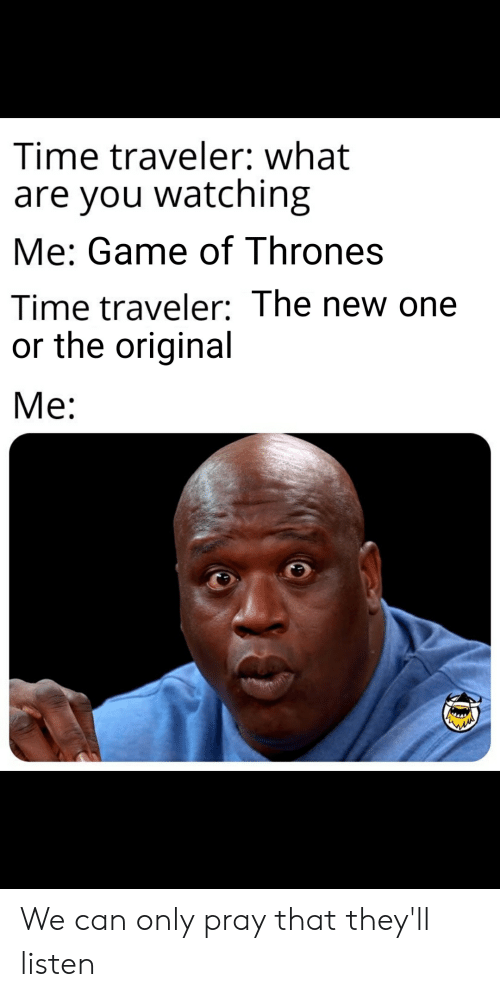 Time traveler: what
are you watching
Me: Game of Thrones
Time traveler: The new one
or the original
Me:
We can only pray that they'll
listen